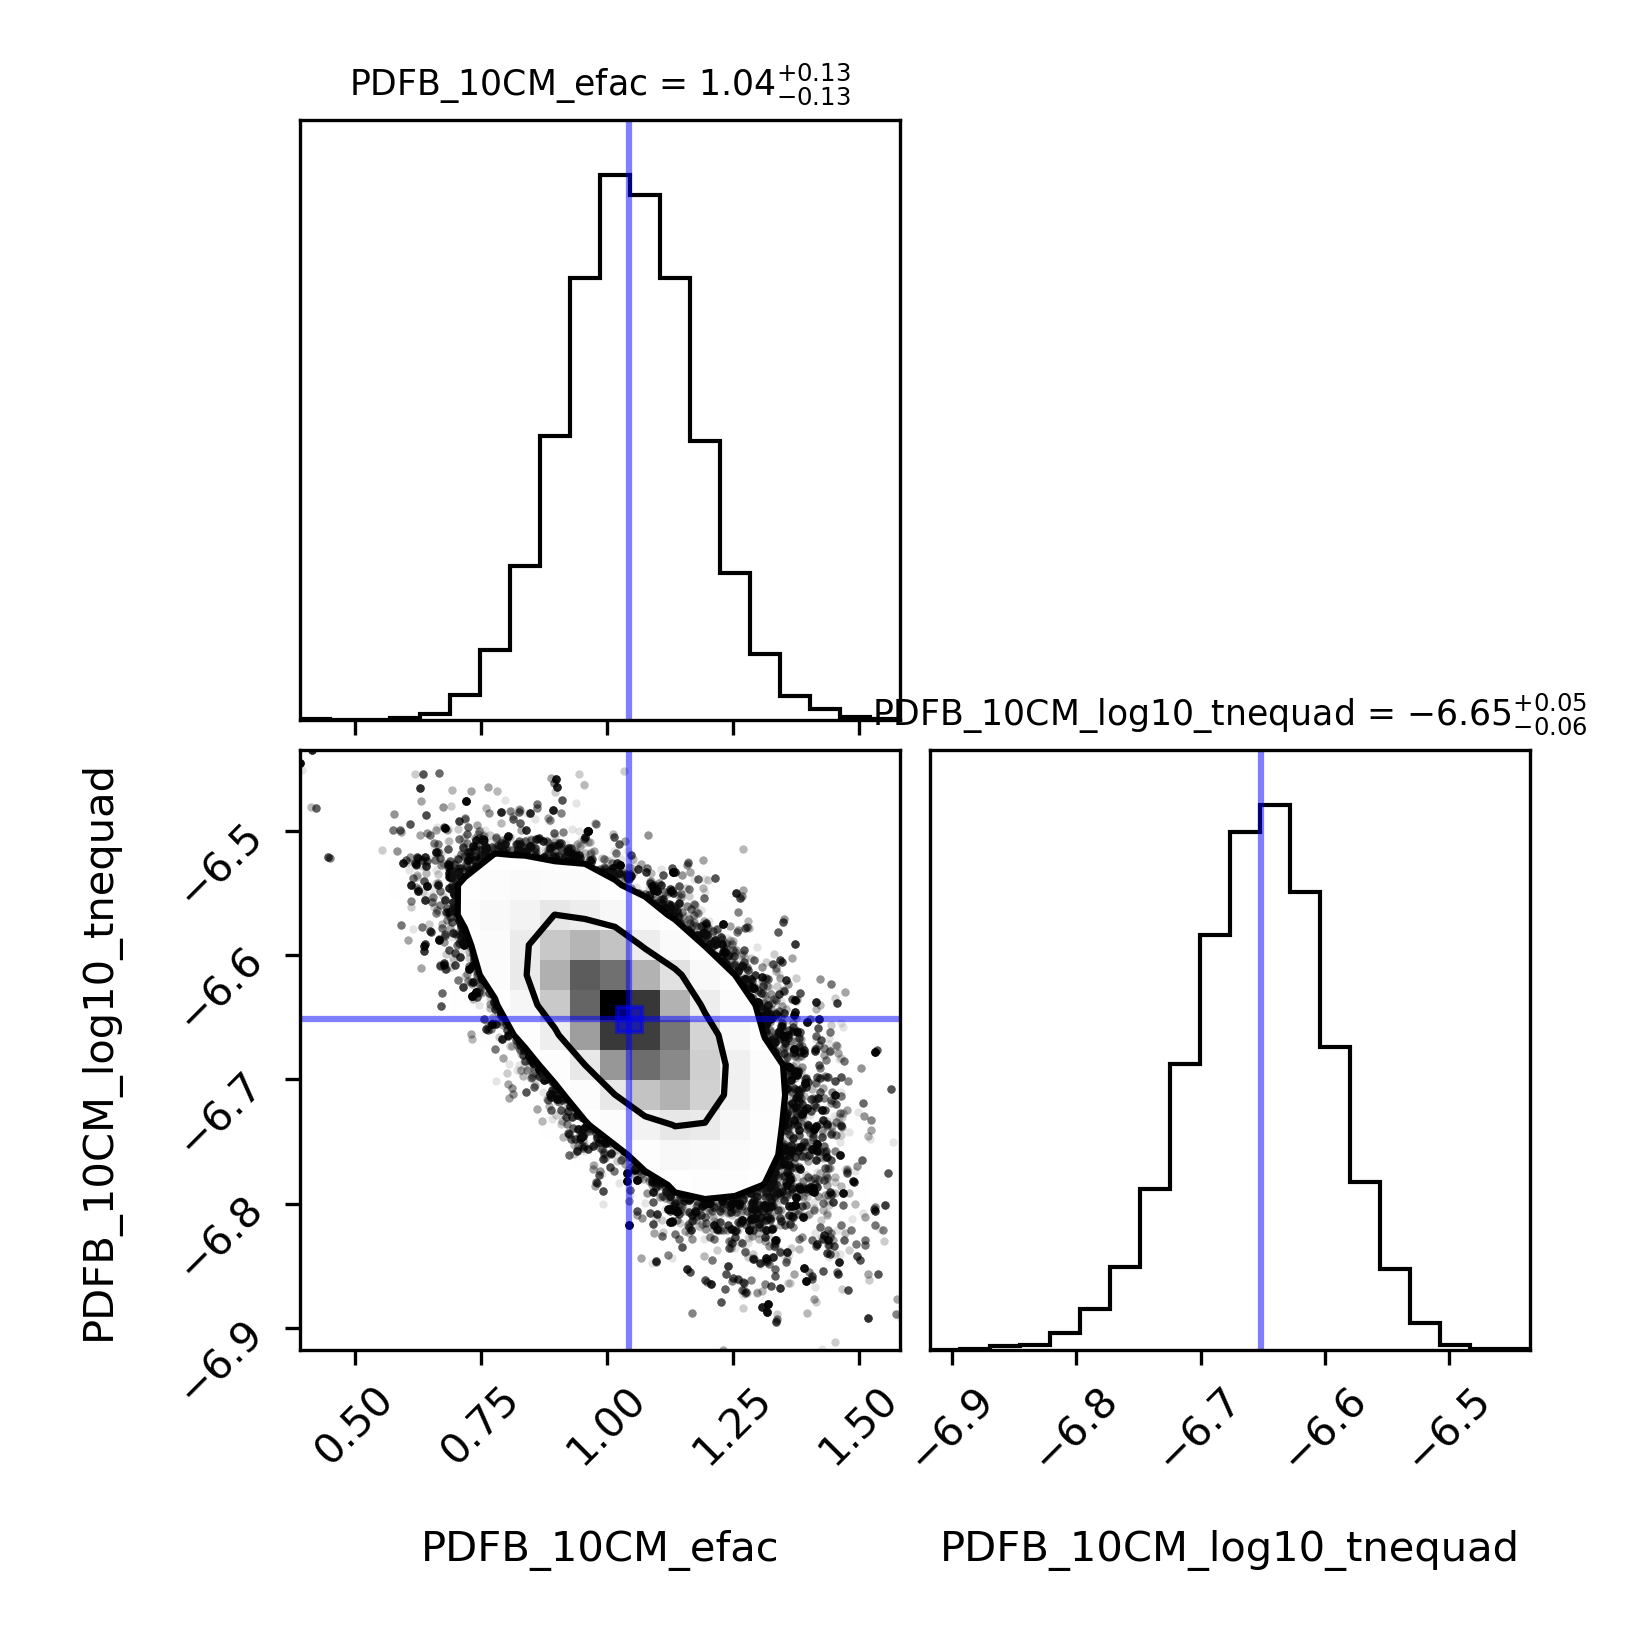 PDFB_10CM_efac = 1.04 +0.13 −0.13
PDFB_10CM_log10_tnequad = −6.65 +0.05 −0.06
PDFB_10CM_log10_tnequad
−6.5
−6.6
−6.7
−6.8
−6.9
0.50 0.75 1.00 1.25 1.50
−6.9 −6.8 −6.7 −6.6 −6.5
PDFB_10CM_efac
PDFB_10CM_log10_tnequad